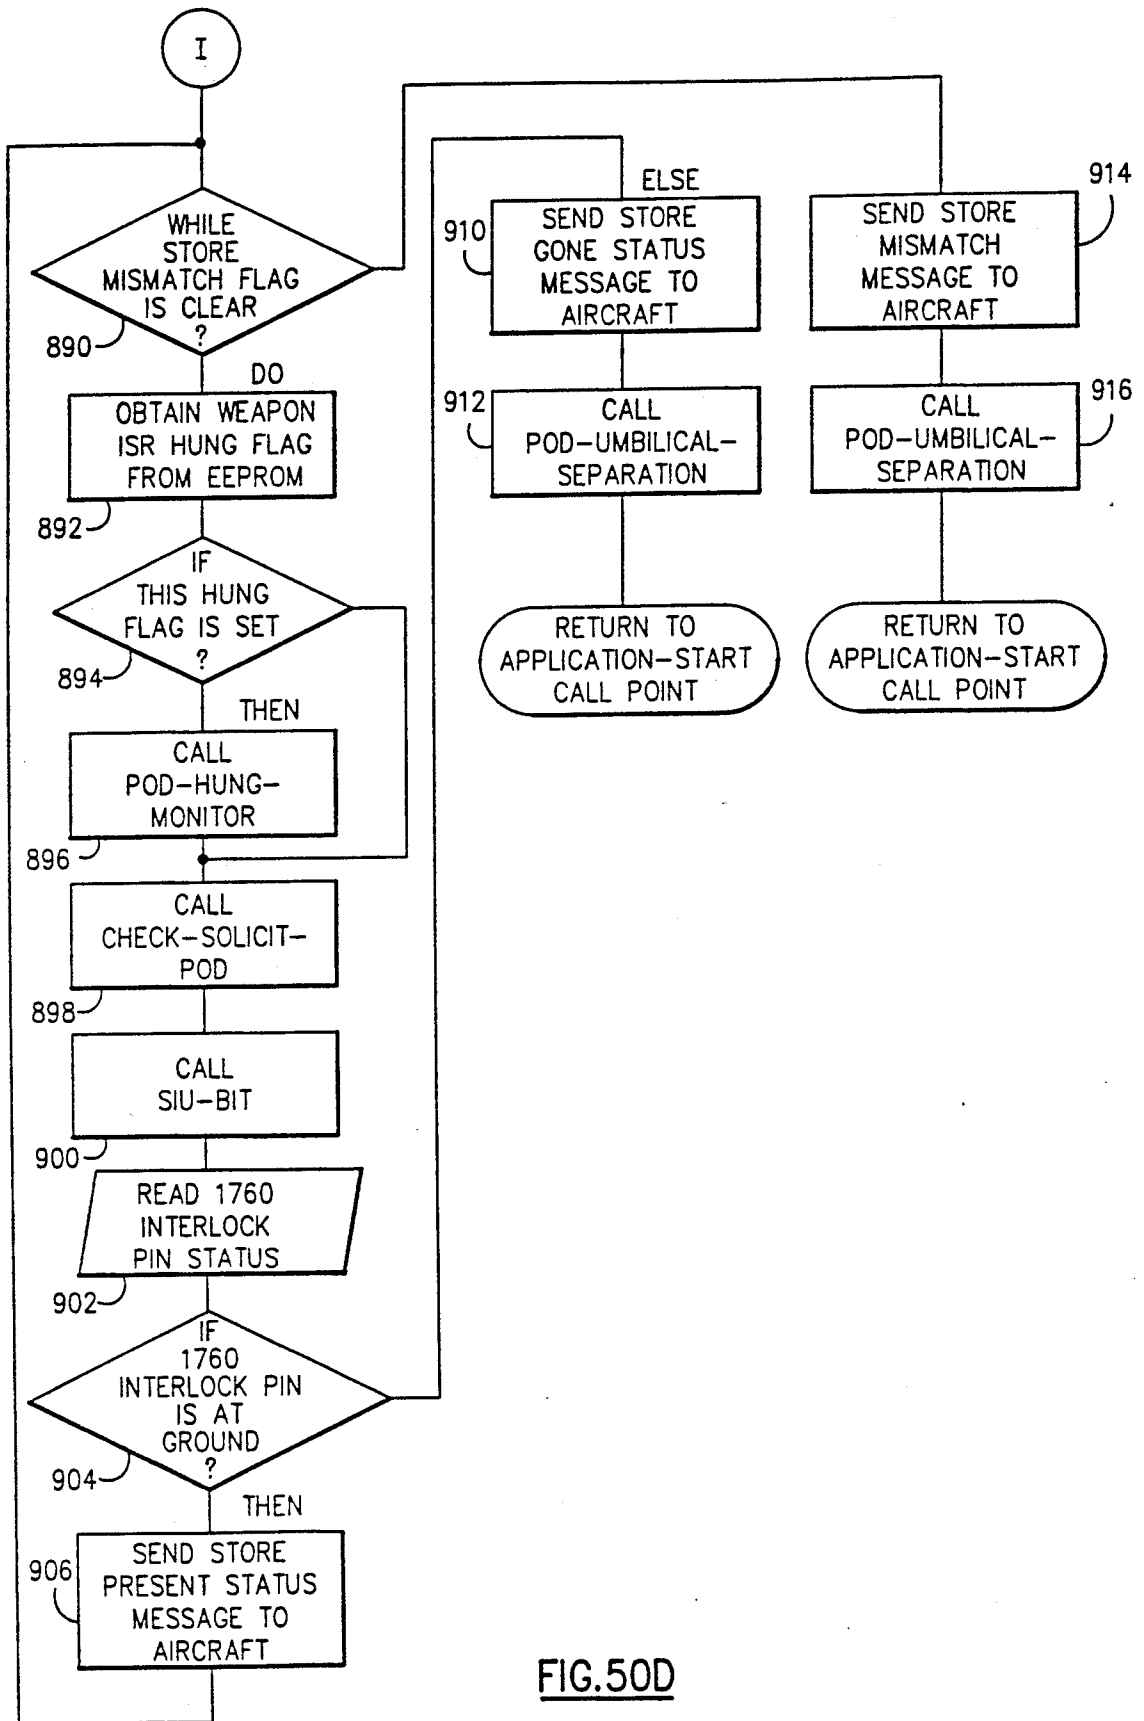 I
WHILE
STORE
MISMATCH FLAG
IS CLEAR
?
890
DO
OBTAIN WEAPON
ISR HUNG FLAG
FROM EEPROM
892
IF
THIS HUNG
FLAG IS SET
?
894
THEN
CALL
POD-HUNG-
MONITOR
896
CALL
CHECK-SOLICIT-
POD
898
CALL
SIU-BIT
900
READ 1760
INTERLOCK
PIN STATUS
902
IF
1760
INTERLOCK PIN
IS AT
GROUND
?
904
THEN
906
SEND STORE
PRESENT STATUS
MESSAGE TO
AIRCRAFT
ELSE
910
SEND STORE
GONE STATUS
MESSAGE TO
AIRCRAFT
912
CALL
POD-UMBILICAL-
SEPARATION
RETURN TO
APPLICATION-START
CALL POINT
914
SEND STORE
MISMATCH
MESSAGE TO
AIRCRAFT
916
CALL
POD-UMBILICAL-
SEPARATION
RETURN TO
APPLICATION-START
CALL POINT
FIG.50D